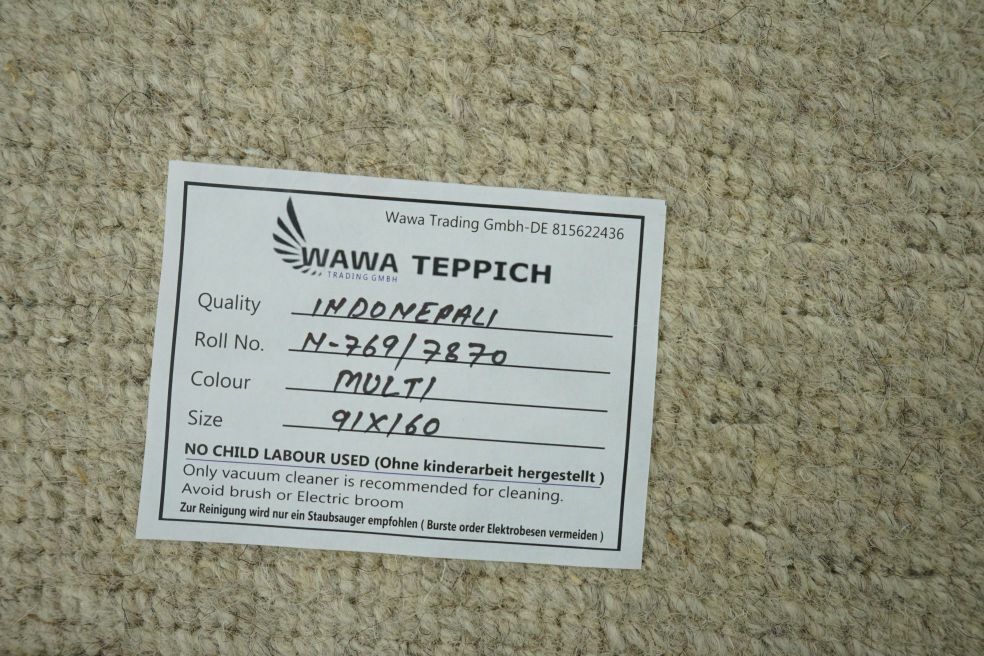 Wawa Trading Gmbh-DE 815622436
WAWA TEPPICH
TRADING GMBH
Quality INDONEPALI
Roll No. N-769/7870
Colour MULTI
Size 91X160
NO CHILD LABOUR USED (Ohne kinderarbeit hergestellt )
Only vacuum cleaner is recommended for cleaning.
Avoid brush or Electric broom
Zur Reinigung wird nur ein Staubsauger empfohlen ( Burste order Elektrobesen vermeiden )